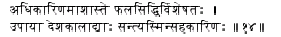 अधिकारिणमाशास्ते फलसिद्धिर्विशेषतः ।
उपाया देशकालाद्याः सन्त्यस्मिन्सहकारिणः ॥१४॥